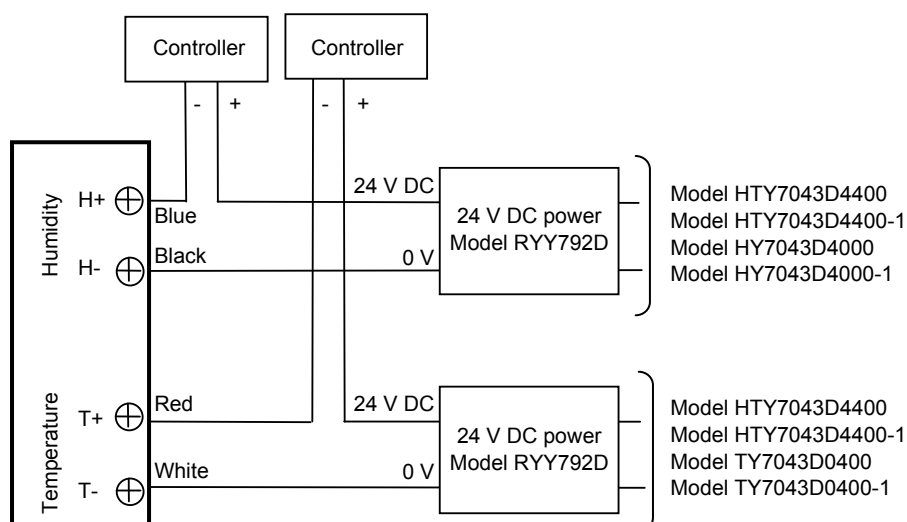 Controller
Controller
- +
- +
Humidity
H+
Blue
24 V DC
H-
Black
0 V
24 V DC power
Model RYY792D
Model HTY7043D4400
Model HTY7043D4400-1
Model HY7043D4000
Model HY7043D4000-1
Temperature
T+
Red
24 V DC
T-
White
0 V
24 V DC power
Model RYY792D
Model HTY7043D4400
Model HTY7043D4400-1
Model TY7043D0400
Model TY7043D0400-1